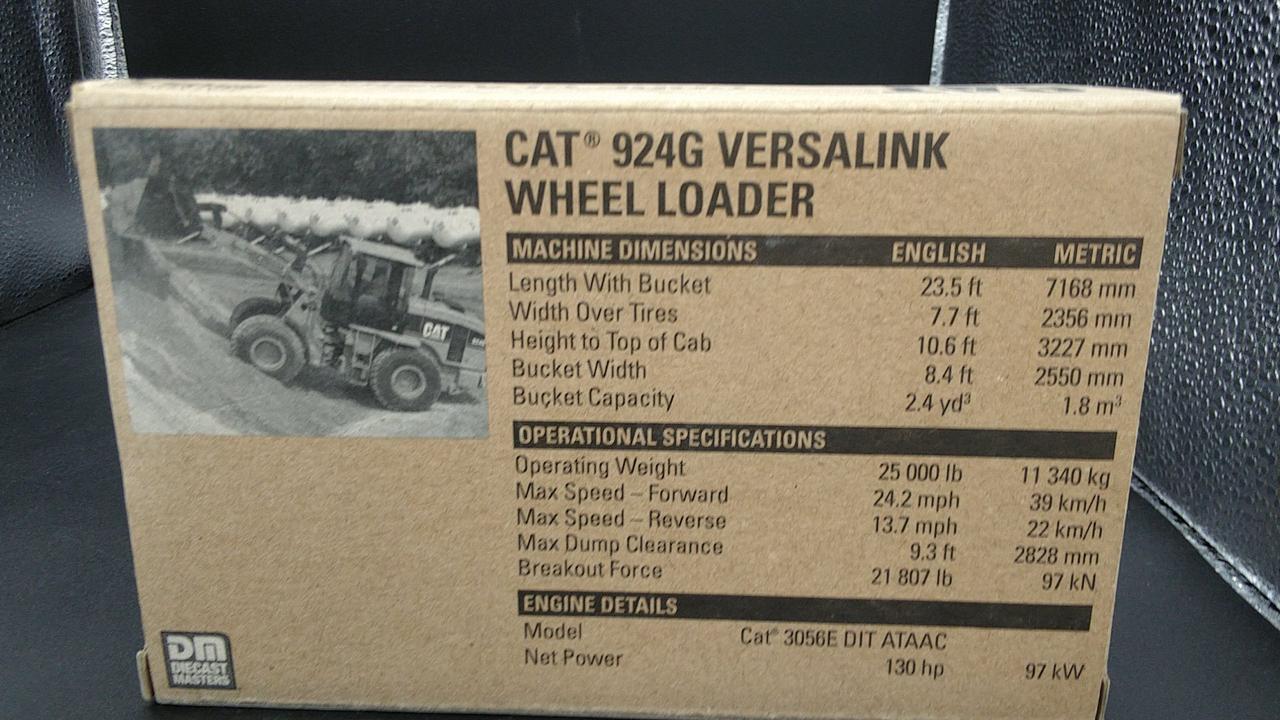 CAT® 924G VERSALINK
WHEEL LOADER
MACHINE DIMENSIONS ENGLISH METRIC
Length With Bucket 23.5 ft 7168 mm
Width Over Tires 7.7 ft 2356 mm
Height to Top of Cab 10.6 ft 3227 mm
Bucket Width 8.4 ft 2550 mm
Bucket Capacity 2.4 yd³ 1.8 m³
OPERATIONAL SPECIFICATIONS
Operating Weight 25 000 lb 11 340 kg
Max Speed – Forward 24.2 mph 39 km/h
Max Speed – Reverse 13.7 mph 22 km/h
Max Dump Clearance 9.3 ft 2828 mm
Breakout Force 21 807 lb 97 kN
ENGINE DETAILS
Model Cat® 3056E DIT ATAAC
Net Power 130 hp 97 kW
CAT
DM
DIECAST
MASTERS